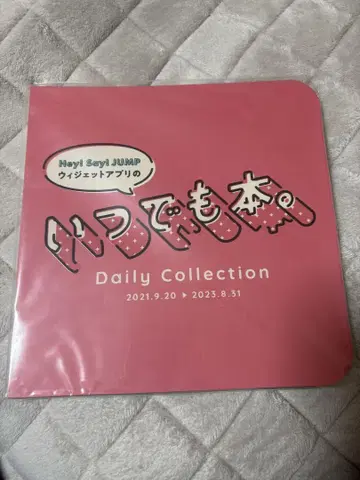 Hey! Say! JUMP
ウィジェットアプリの
いつでも本。
Daily Collection
2021.9.20 ▶ 2023.8.31